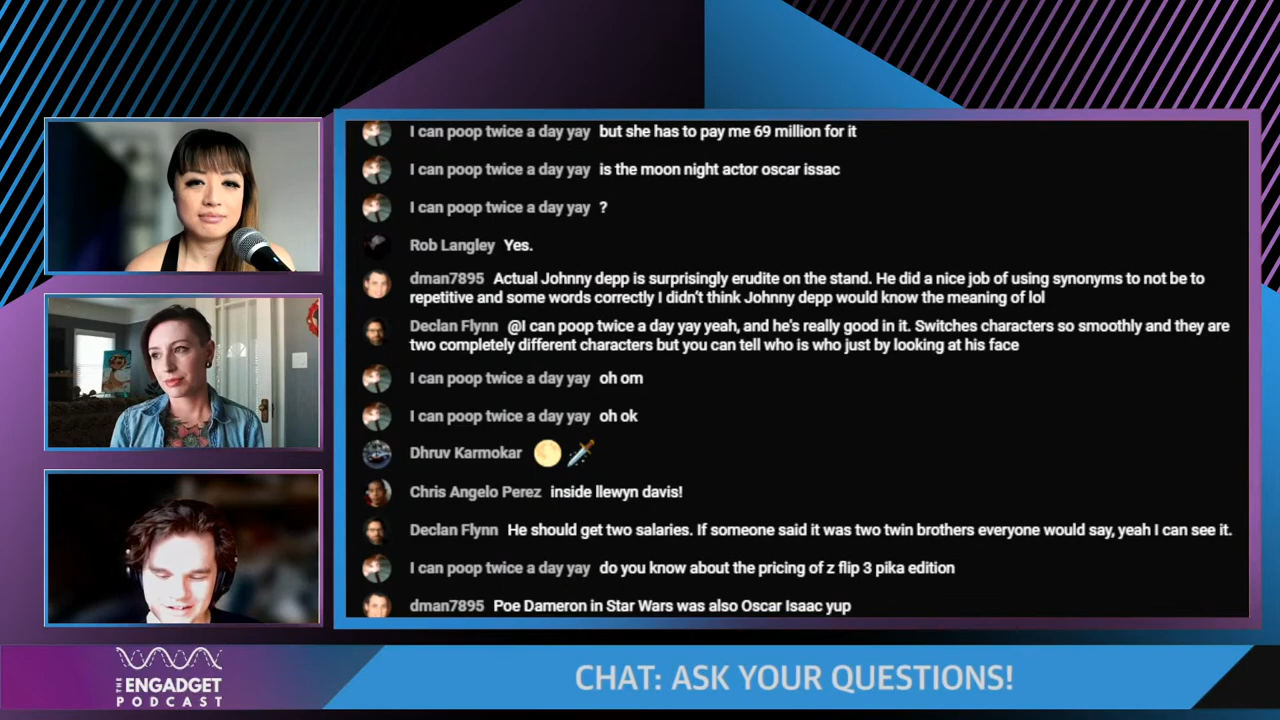 I can poop twice a day yay but she has to pay me 69 million for it
I can poop twice a day yay is the moon night actor oscar issac
I can poop twice a day yay ?
Rob Langley Yes.
dman7895 Actual Johnny depp is surprisingly erudite on the stand. He did a nice job of using synonyms to not be to
repetitive and some words correctly I didn't think Johnny depp would know the meaning of lol
Declan Flynn @I can poop twice a day yay yeah, and he's really good in it. Switches characters so smoothly and they are
two completely different characters but you can tell who is who just by looking at his face
I can poop twice a day yay oh om
I can poop twice a day yay oh ok
Dhruv Karmokar 🌕 🗡️
Chris Angelo Perez inside llewyn davis!
Declan Flynn He should get two salaries. If someone said it was two twin brothers everyone would say, yeah I can see it.
I can poop twice a day yay do you know about the pricing of z flip 3 pika edition
dman7895 Poe Dameron in Star Wars was also Oscar Isaac yup
THE ENGADGET
PODCAST
CHAT: ASK YOUR QUESTIONS!